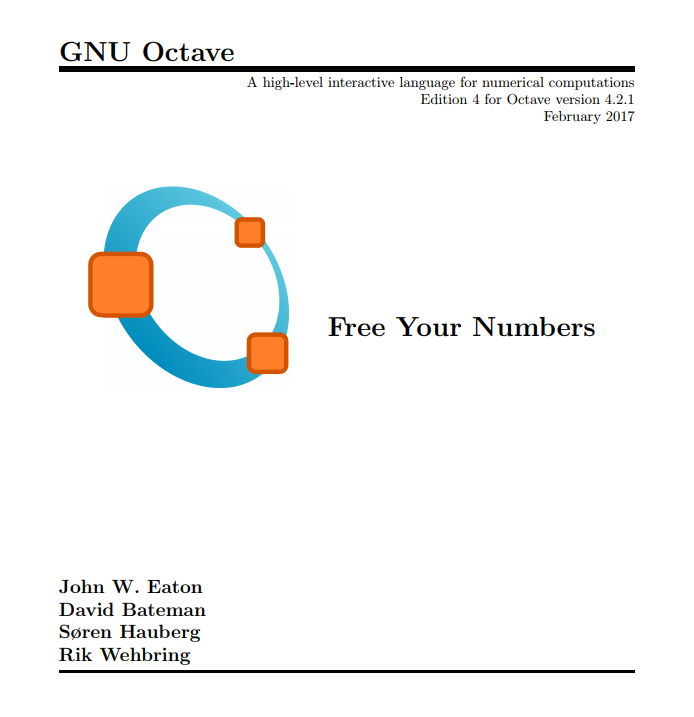 GNU Octave
A high-level interactive language for numerical computations
Edition 4 for Octave version 4.2.1
February 2017
Free Your Numbers
John W. Eaton
David Bateman
Søren Hauberg
Rik Wehbring